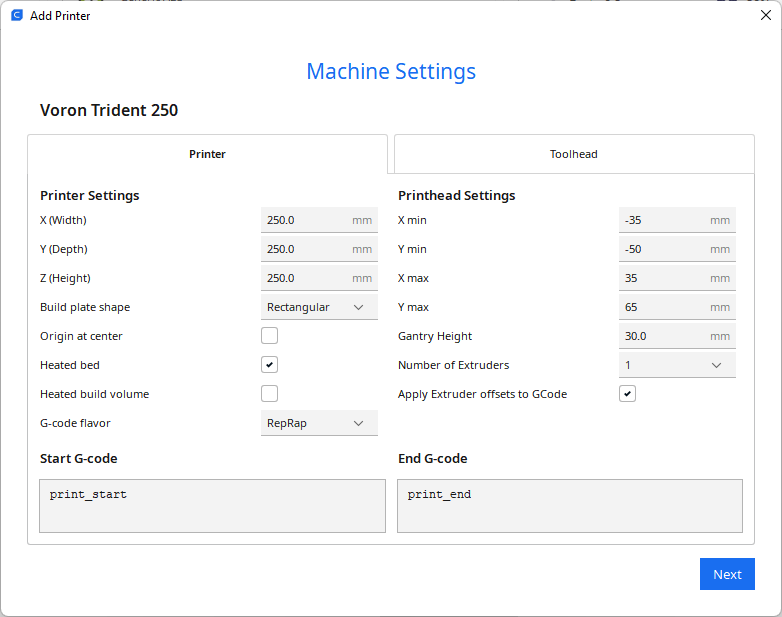 Add Printer
Machine Settings
Voron Trident 250
Printer
Toolhead
Printer Settings
X (Width) 250.0 mm
Y (Depth) 250.0 mm
Z (Height) 250.0 mm
Build plate shape Rectangular
Origin at center
Heated bed
Heated build volume
G-code flavor RepRap
Printhead Settings
X min -35 mm
Y min -50 mm
X max 35 mm
Y max 65 mm
Gantry Height 30.0 mm
Number of Extruders 1
Apply Extruder offsets to GCode
Start G-code
print_start
End G-code
print_end
Next